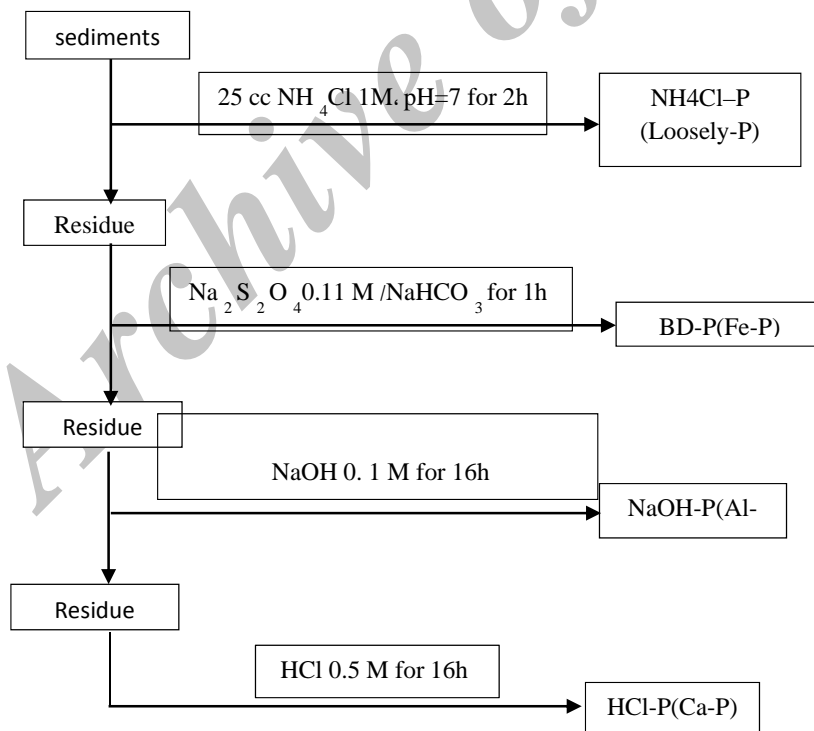 sediments
25 cc NH4Cl 1M، pH=7 for 2h
NH4Cl–P
(Loosely-P)
Residue
Na2S2O4 0.11 M /NaHCO3 for 1h
BD-P(Fe-P)
Residue
NaOH 0. 1 M for 16h
NaOH-P(Al-
Residue
HCl 0.5 M for 16h
HCl-P(Ca-P)
Archive of